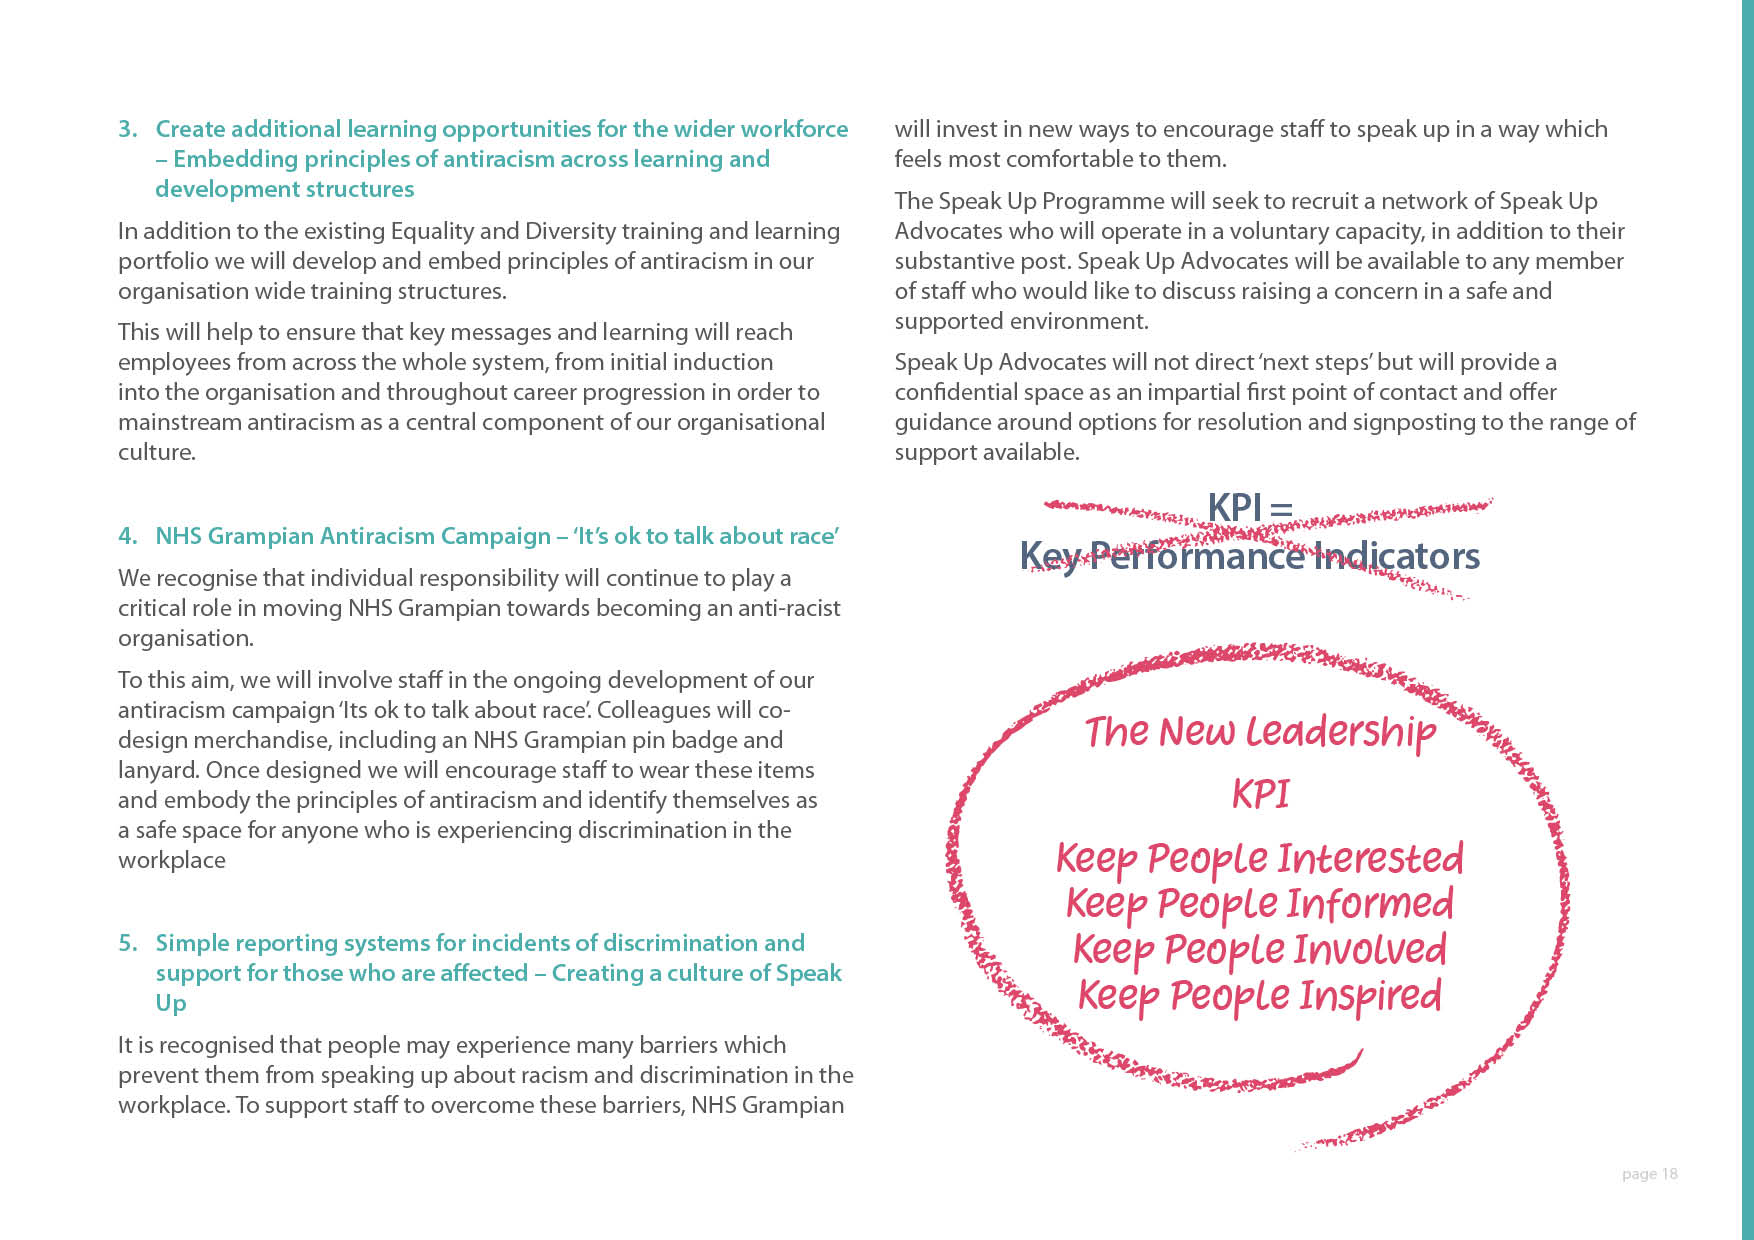 3. Create additional learning opportunities for the wider workforce
– Embedding principles of antiracism across learning and
development structures
In addition to the existing Equality and Diversity training and learning
portfolio we will develop and embed principles of antiracism in our
organisation wide training structures.
This will help to ensure that key messages and learning will reach
employees from across the whole system, from initial induction
into the organisation and throughout career progression in order to
mainstream antiracism as a central component of our organisational
culture.
4. NHS Grampian Antiracism Campaign – ‘It’s ok to talk about race’
We recognise that individual responsibility will continue to play a
critical role in moving NHS Grampian towards becoming an anti-racist
organisation.
To this aim, we will involve staff in the ongoing development of our
antiracism campaign ‘Its ok to talk about race’. Colleagues will co-
design merchandise, including an NHS Grampian pin badge and
lanyard. Once designed we will encourage staff to wear these items
and embody the principles of antiracism and identify themselves as
a safe space for anyone who is experiencing discrimination in the
workplace
5. Simple reporting systems for incidents of discrimination and
support for those who are affected – Creating a culture of Speak
Up
It is recognised that people may experience many barriers which
prevent them from speaking up about racism and discrimination in the
workplace. To support staff to overcome these barriers, NHS Grampian
will invest in new ways to encourage staff to speak up in a way which
feels most comfortable to them.
The Speak Up Programme will seek to recruit a network of Speak Up
Advocates who will operate in a voluntary capacity, in addition to their
substantive post. Speak Up Advocates will be available to any member
of staff who would like to discuss raising a concern in a safe and
supported environment.
Speak Up Advocates will not direct ‘next steps’ but will provide a
confidential space as an impartial first point of contact and offer
guidance around options for resolution and signposting to the range of
support available.
KPI =
Key Performance Indicators
The New Leadership
KPI
Keep People Interested
Keep People Informed
Keep People Involved
Keep People Inspired
page 18